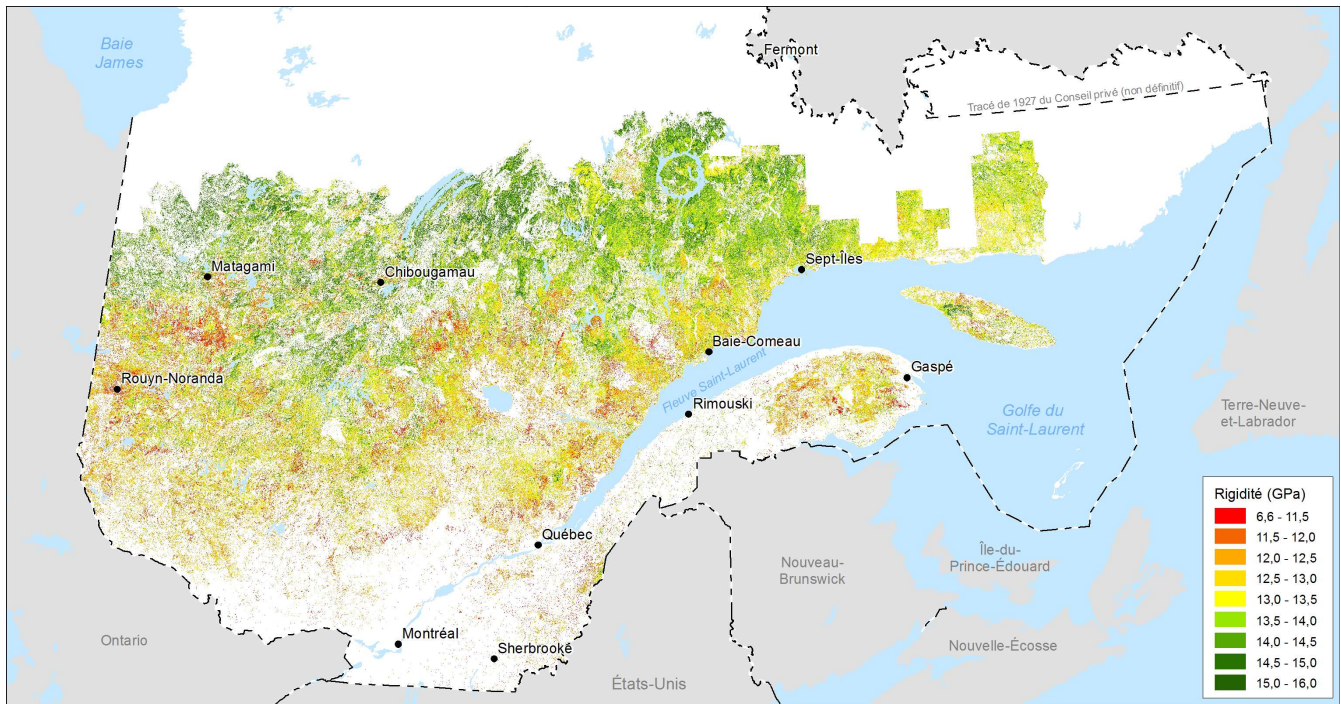 Baie
James
Fermont
Tracé de 1927 du Conseil privé (non définitif)
Matagami
Chibougamau
Sept-Îles
Baie-Comeau
Rouyn-Noranda
Fleuve Saint-Laurent
Gaspé
Rimouski
Golfe du
Saint-Laurent
Terre-Neuve-
et-Labrador
Québec
Nouveau-
Brunswick
Île-du-
Prince-Édouard
Ontario
Montréal
Sherbrooke
Nouvelle-Écosse
États-Unis
Rigidité (GPa)
6,6 - 11,5
11,5 - 12,0
12,0 - 12,5
12,5 - 13,0
13,0 - 13,5
13,5 - 14,0
14,0 - 14,5
14,5 - 15,0
15,0 - 16,0